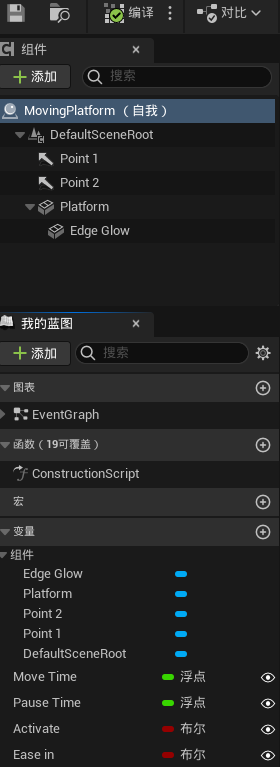 编译
对比
组件
添加
搜索
MovingPlatform （自我）
DefaultSceneRoot
Point 1
Point 2
Platform
Edge Glow
我的蓝图
添加
搜索
图表
EventGraph
函数（19可覆盖）
ConstructionScript
宏
变量
组件
Edge Glow
Platform
Point 2
Point 1
DefaultSceneRoot
Move Time 浮点
Pause Time 浮点
Activate 布尔
Ease in 布尔